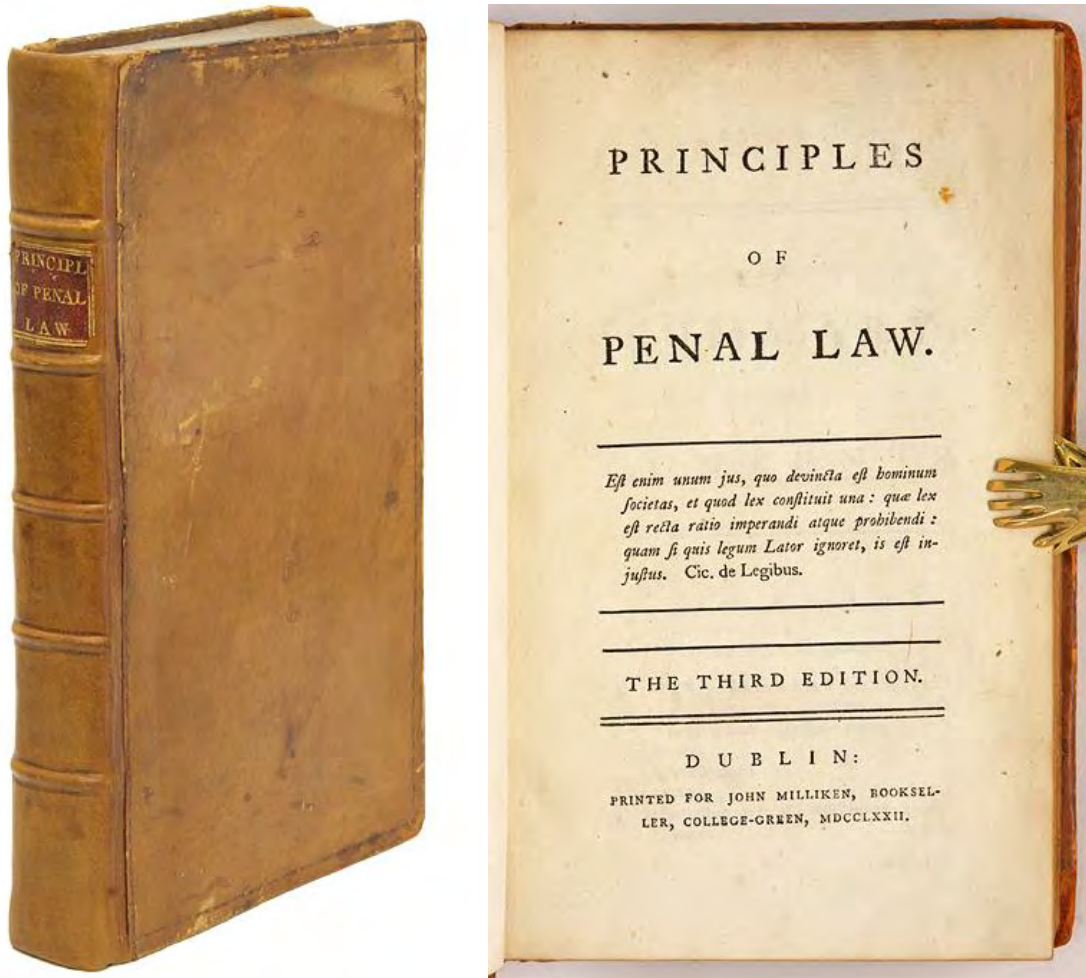 PRINCIPL
OF PENAL
LAW
PRINCIPLES
OF
PENAL LAW.
Eſt enim unum jus, quo devincta eſt hominum
ſocietas, et quod lex conſtituit una : quæ lex
eſt recta ratio imperandi atque prohibendi :
quam ſi quis legum Lator ignoret, is eſt in-
juſtus. Cic. de Legibus.
THE THIRD EDITION.
DUBLIN:
PRINTED FOR JOHN MILLIKEN, BOOKSEL-
LER, COLLEGE-GREEN, MDCCLXXII.